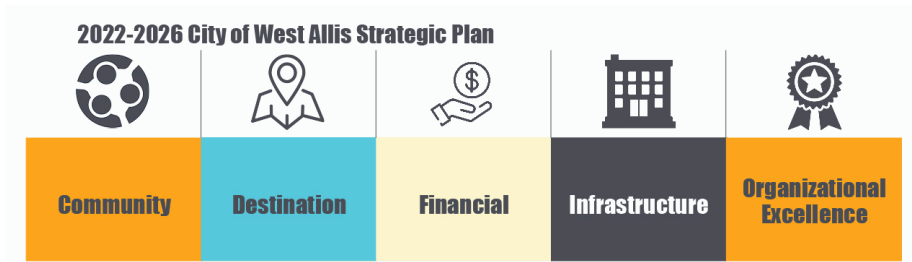 2022-2026 City of West Allis Strategic Plan
$
Community
Destination
Financial
Infrastructure
Organizational
Excellence